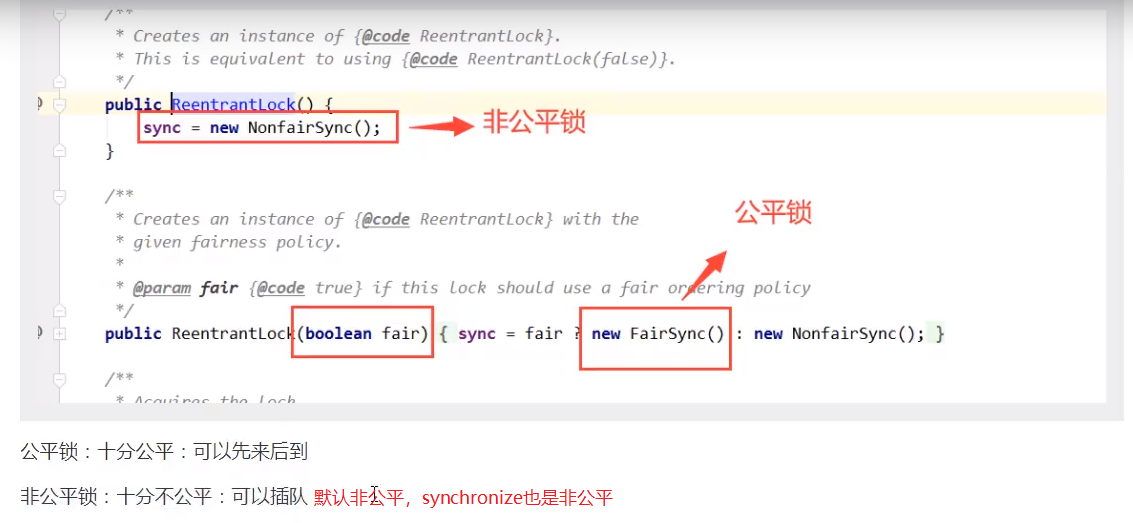 /**
* Creates an instance of {@code ReentrantLock}.
* This is equivalent to using {@code ReentrantLock(false)}.
*/
public ReentrantLock() {
sync = new NonfairSync(); 非公平锁
}
/**
* Creates an instance of {@code ReentrantLock} with the
* given fairness policy.
公平锁
*
* @param fair {@code true} if this lock should use a fair ordering policy
*/
public ReentrantLock(boolean fair) { sync = fair ? new FairSync() : new NonfairSync(); }
/**
* Acquires the lock
公平锁：十分公平：可以先来后到
非公平锁：十分不公平：可以插队 默认非公平，synchronize也是非公平